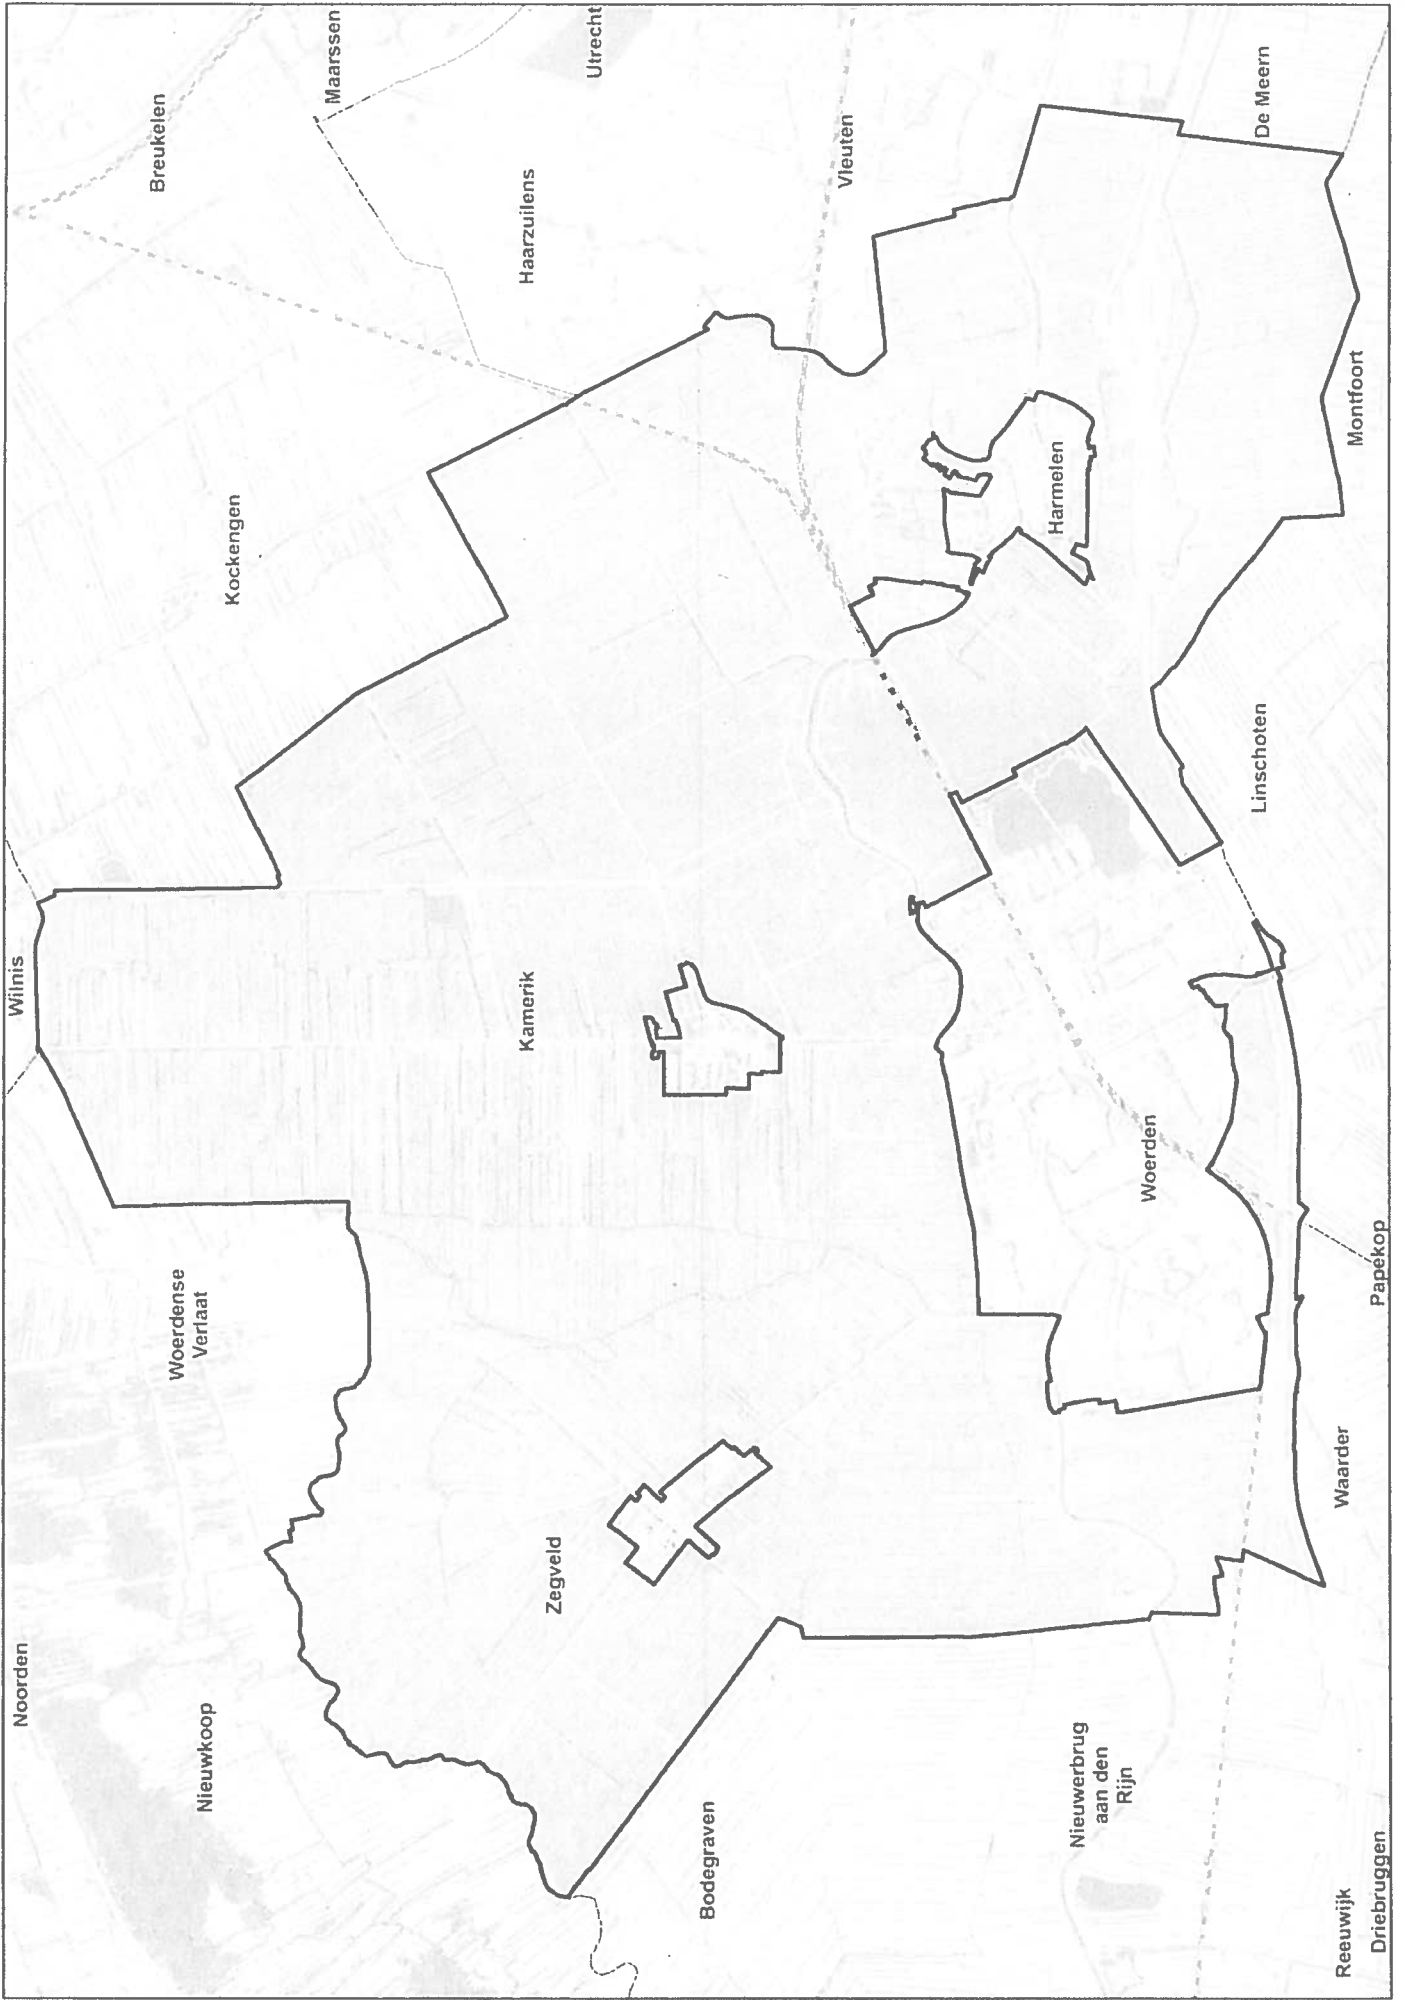 Noorden
Wilnis
Breukelen
Nieuwkoop
Woerdense
Verlaat
Kockengen
Maarssen
Zegveld
Kamerik
Haarzuilens
Utrecht
Bodegraven
Vleuten
Nieuwerbrug
aan den
Rijn
Woerden
Harmelen
De Meern
Linschoten
Reeuwijk
Waarder
Montfoort
Driebruggen
Papekop